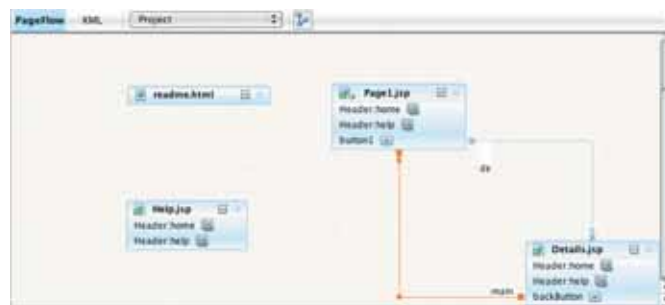 PageFlow XML Project
readme.html
Page1.jsp
Header:home
Header:help
button1
Help.jsp
Header:home
Header:help
Details.jsp
Header:home
Header:help
backButton
main